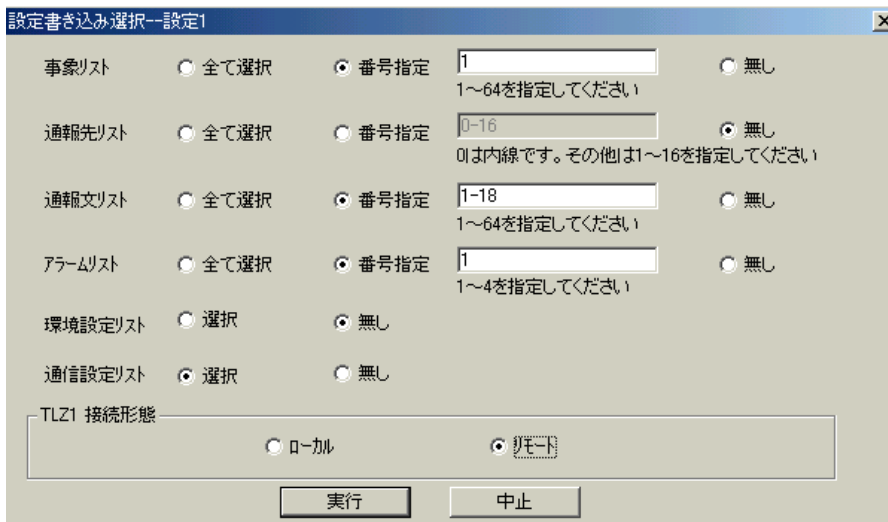 設定書き込み選択--設定1
事象リスト 全て選択 番号指定 1 無し
1～64を指定してください
通報先リスト 全て選択 番号指定 0-16 無し
0は内線です。その他は1～16を指定してください
通報文リスト 全て選択 番号指定 1-18 無し
1～64を指定してください
アラームリスト 全て選択 番号指定 1 無し
1～4を指定してください
環境設定リスト 選択 無し
通信設定リスト 選択 無し
TLZ1 接続形態
ローカル リモート
実行 中止